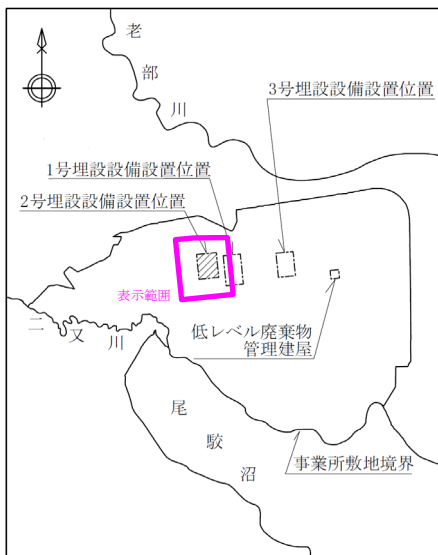 老部川
3号埋設設備設置位置
1号埋設設備設置位置
2号埋設設備設置位置
表示範囲
低レベル廃棄物
管理建屋
二又川
尾駮沼
事業所敷地境界